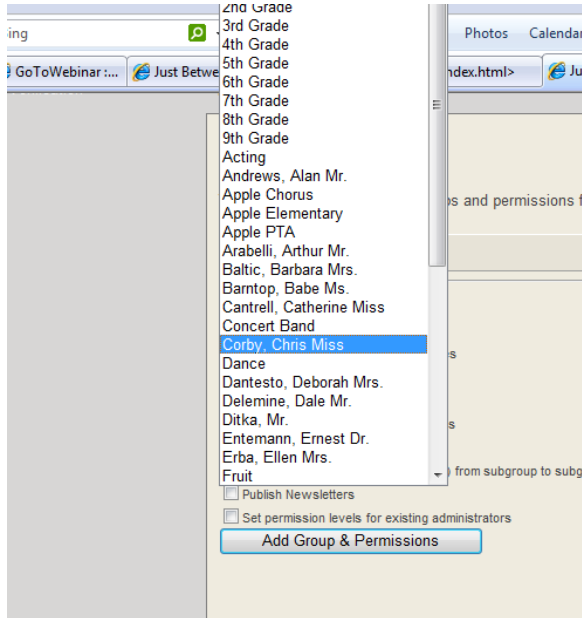 2nd Grade
ing
3rd Grade
Photos Calendar
4th Grade
5th Grade
GoToWebinar :... Just Betwe
ndex.html> Ju
6th Grade
7th Grade
8th Grade
9th Grade
Acting
Andrews, Alan Mr.
Apple Chorus
os and permissions f
Apple Elementary
Apple PTA
Arabelli, Arthur Mr.
Baltic, Barbara Mrs.
Barntop, Babe Ms.
Cantrell, Catherine Miss
Concert Band
Corby, Chris Miss
s
Dance
Dantesto, Deborah Mrs.
Delemine, Dale Mr.
Ditka, Mr.
s
Entemann, Ernest Dr.
Erba, Ellen Mrs.
Fruit
) from subgroup to subg
Publish Newsletters
Set permission levels for existing administrators
Add Group & Permissions